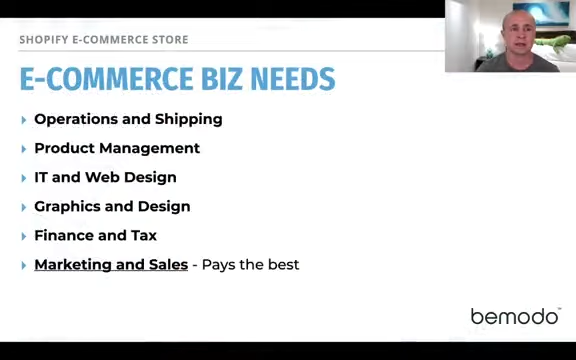 SHOPIFY E-COMMERCE STORE
E-COMMERCE BIZ NEEDS
Operations and Shipping
Product Management
IT and Web Design
Graphics and Design
Finance and Tax
Marketing and Sales - Pays the best
bemodo